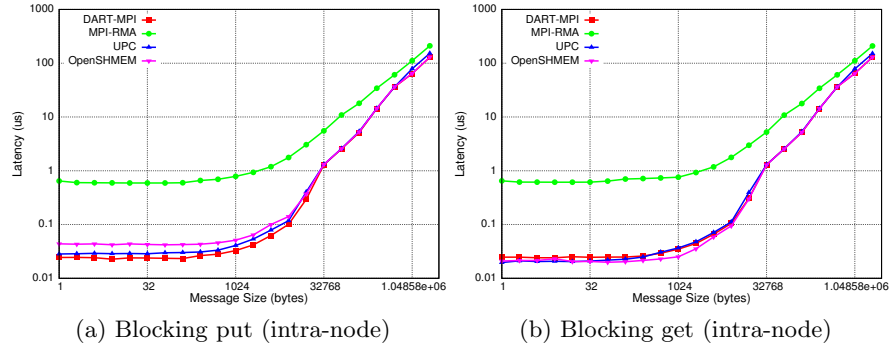 1000
100
10
1
0.1
0.01
Latency (us)
DART-MPI
MPI-RMA
UPC
OpenSHMEM
1 32 1024 32768 1.04858e+06
Message Size (bytes)
(a) Blocking put (intra-node)
1000
100
10
1
0.1
0.01
Latency (us)
DART-MPI
MPI-RMA
UPC
OpenSHMEM
1 32 1024 32768 1.04858e+06
Message Size (bytes)
(b) Blocking get (intra-node)